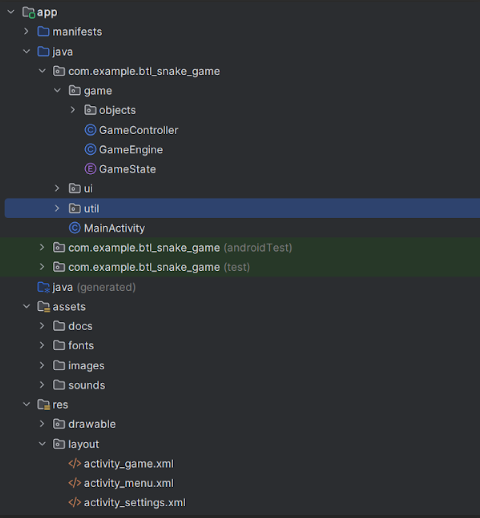 app
manifests
java
com.example.btl_snake_game
game
objects
GameController
GameEngine
GameState
ui
util
MainActivity
com.example.btl_snake_game (androidTest)
com.example.btl_snake_game (test)
java (generated)
assets
docs
fonts
images
sounds
res
drawable
layout
activity_game.xml
activity_menu.xml
activity_settings.xml